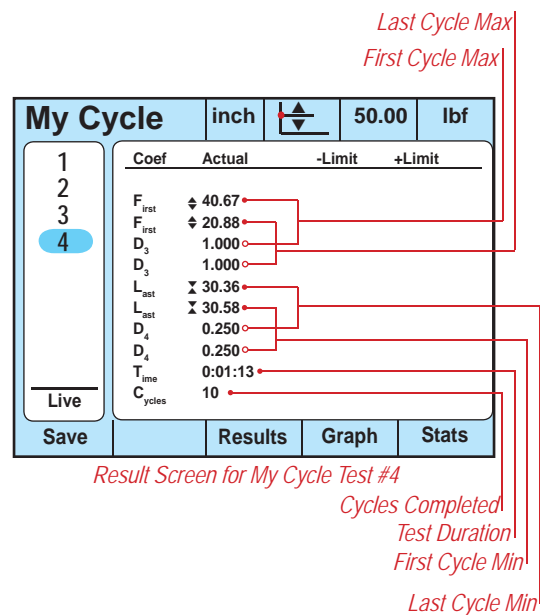 Last Cycle Max
First Cycle Max
My Cycle inch 50.00 lbf
1
2
3
4
Live
Coef Actual -Limit +Limit
First 40.67
First 20.88
D3 1.000
D3 1.000
Last 30.36
Last 30.58
D4 0.250
D4 0.250
Time 0:01:13
Cycles 10
Save Results Graph Stats
Result Screen for My Cycle Test #4
Cycles Completed
Test Duration
First Cycle Min
Last Cycle Min